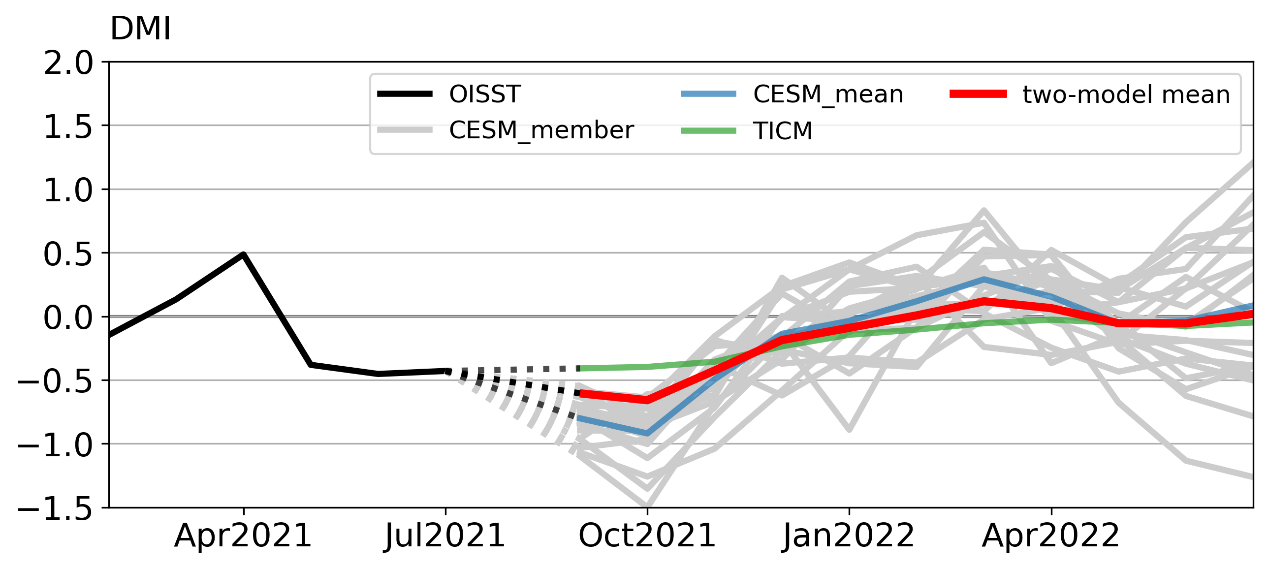 DMI
2.0
1.5
1.0
0.5
0.0
−0.5
−1.0
−1.5
OISST
CESM_member
CESM_mean
TICM
two-model mean
Apr2021 Jul2021 Oct2021 Jan2022 Apr2022